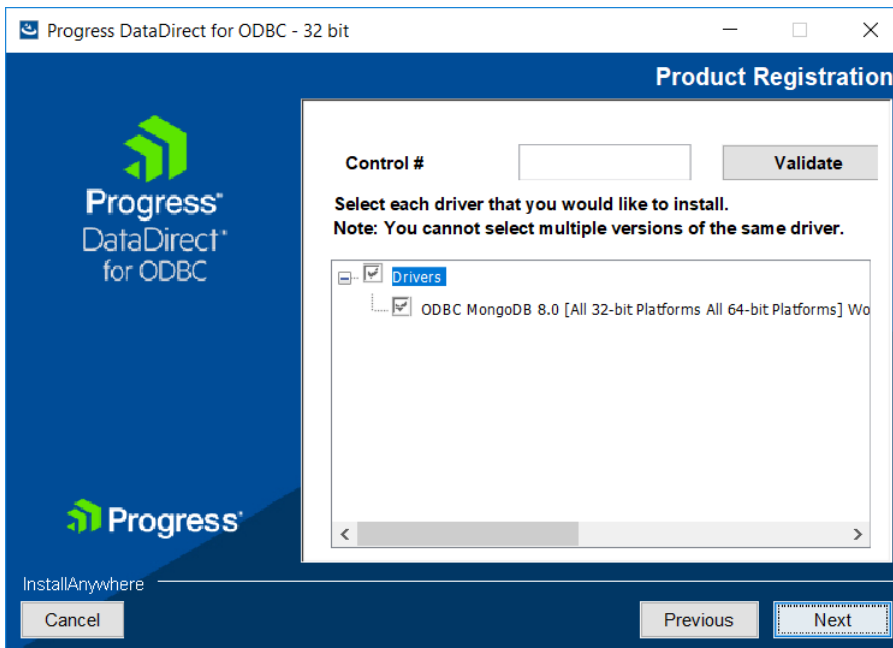 Progress DataDirect for ODBC - 32 bit
Product Registration
Progress
DataDirect
for ODBC
Control #
Validate
Select each driver that you would like to install.
Note: You cannot select multiple versions of the same driver.
Drivers
ODBC MongoDB 8.0 [All 32-bit Platforms All 64-bit Platforms] Wo
Progress
InstallAnywhere
Cancel
Previous
Next